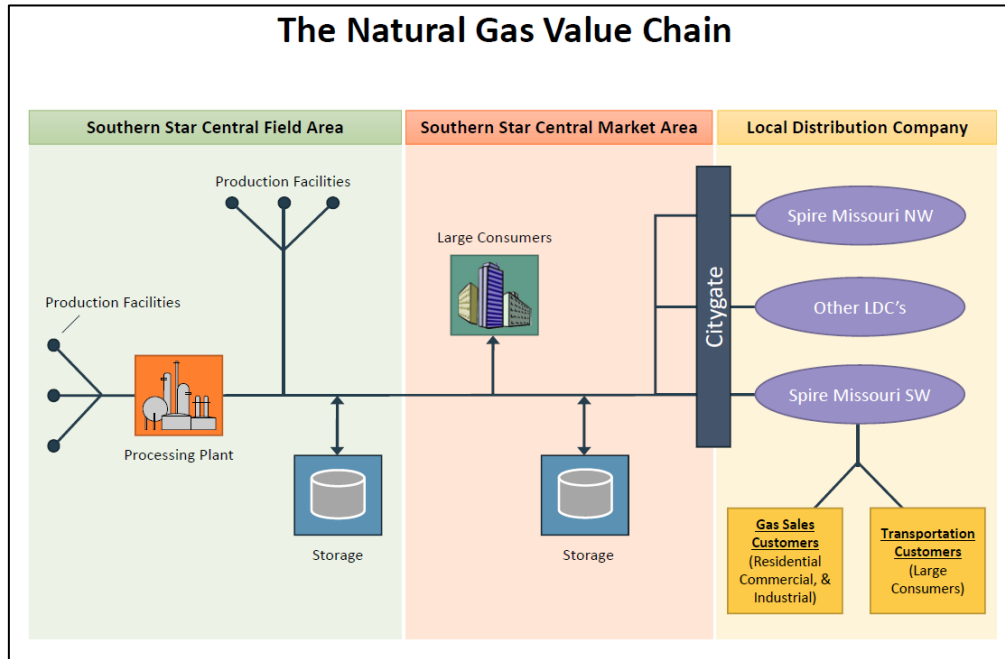 The Natural Gas Value Chain
Southern Star Central Field Area
Southern Star Central Market Area
Local Distribution Company
Production Facilities
Production Facilities
Processing Plant
Storage
Large Consumers
Storage
Citygate
Spire Missouri NW
Other LDC's
Spire Missouri SW
Gas Sales
Customers
(Residential
Commercial, &
Industrial)
Transportation
Customers
(Large
Consumers)